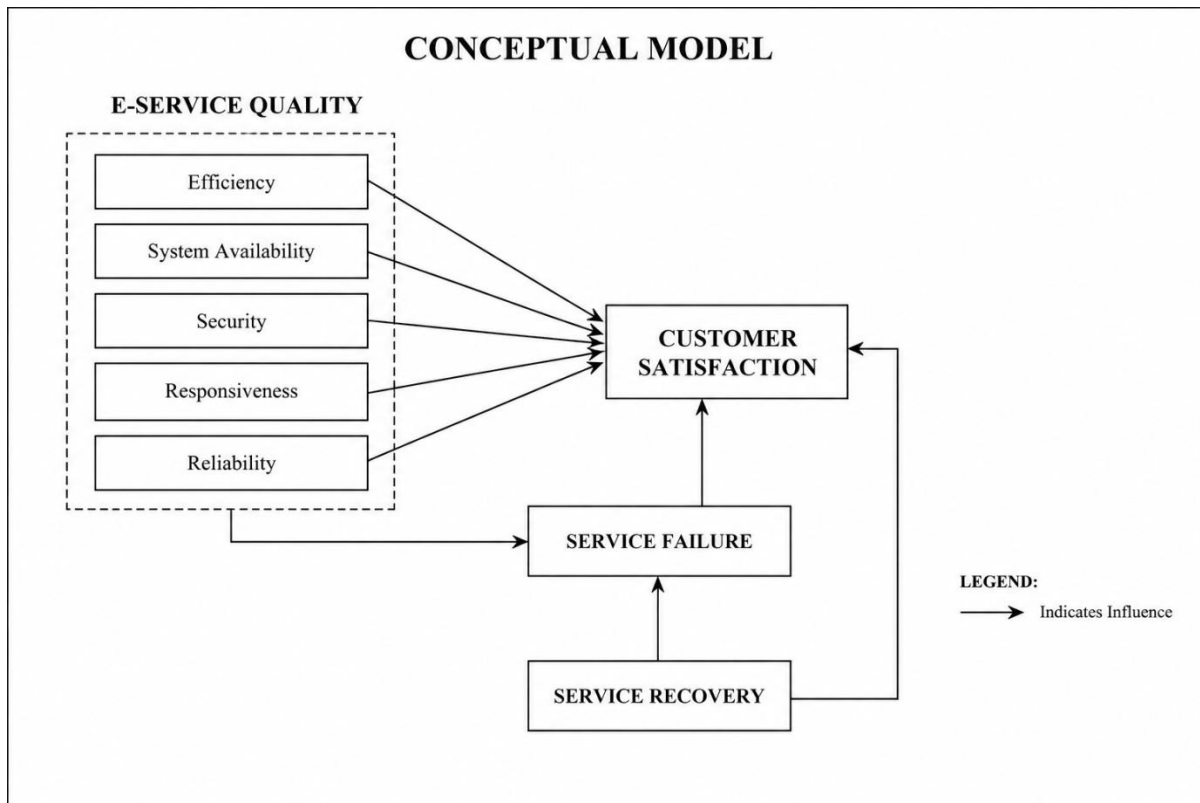 CONCEPTUAL MODEL
E-SERVICE QUALITY
Efficiency
System Availability
Security
Responsiveness
Reliability
CUSTOMER
SATISFACTION
SERVICE FAILURE
SERVICE RECOVERY
LEGEND:
Indicates Influence